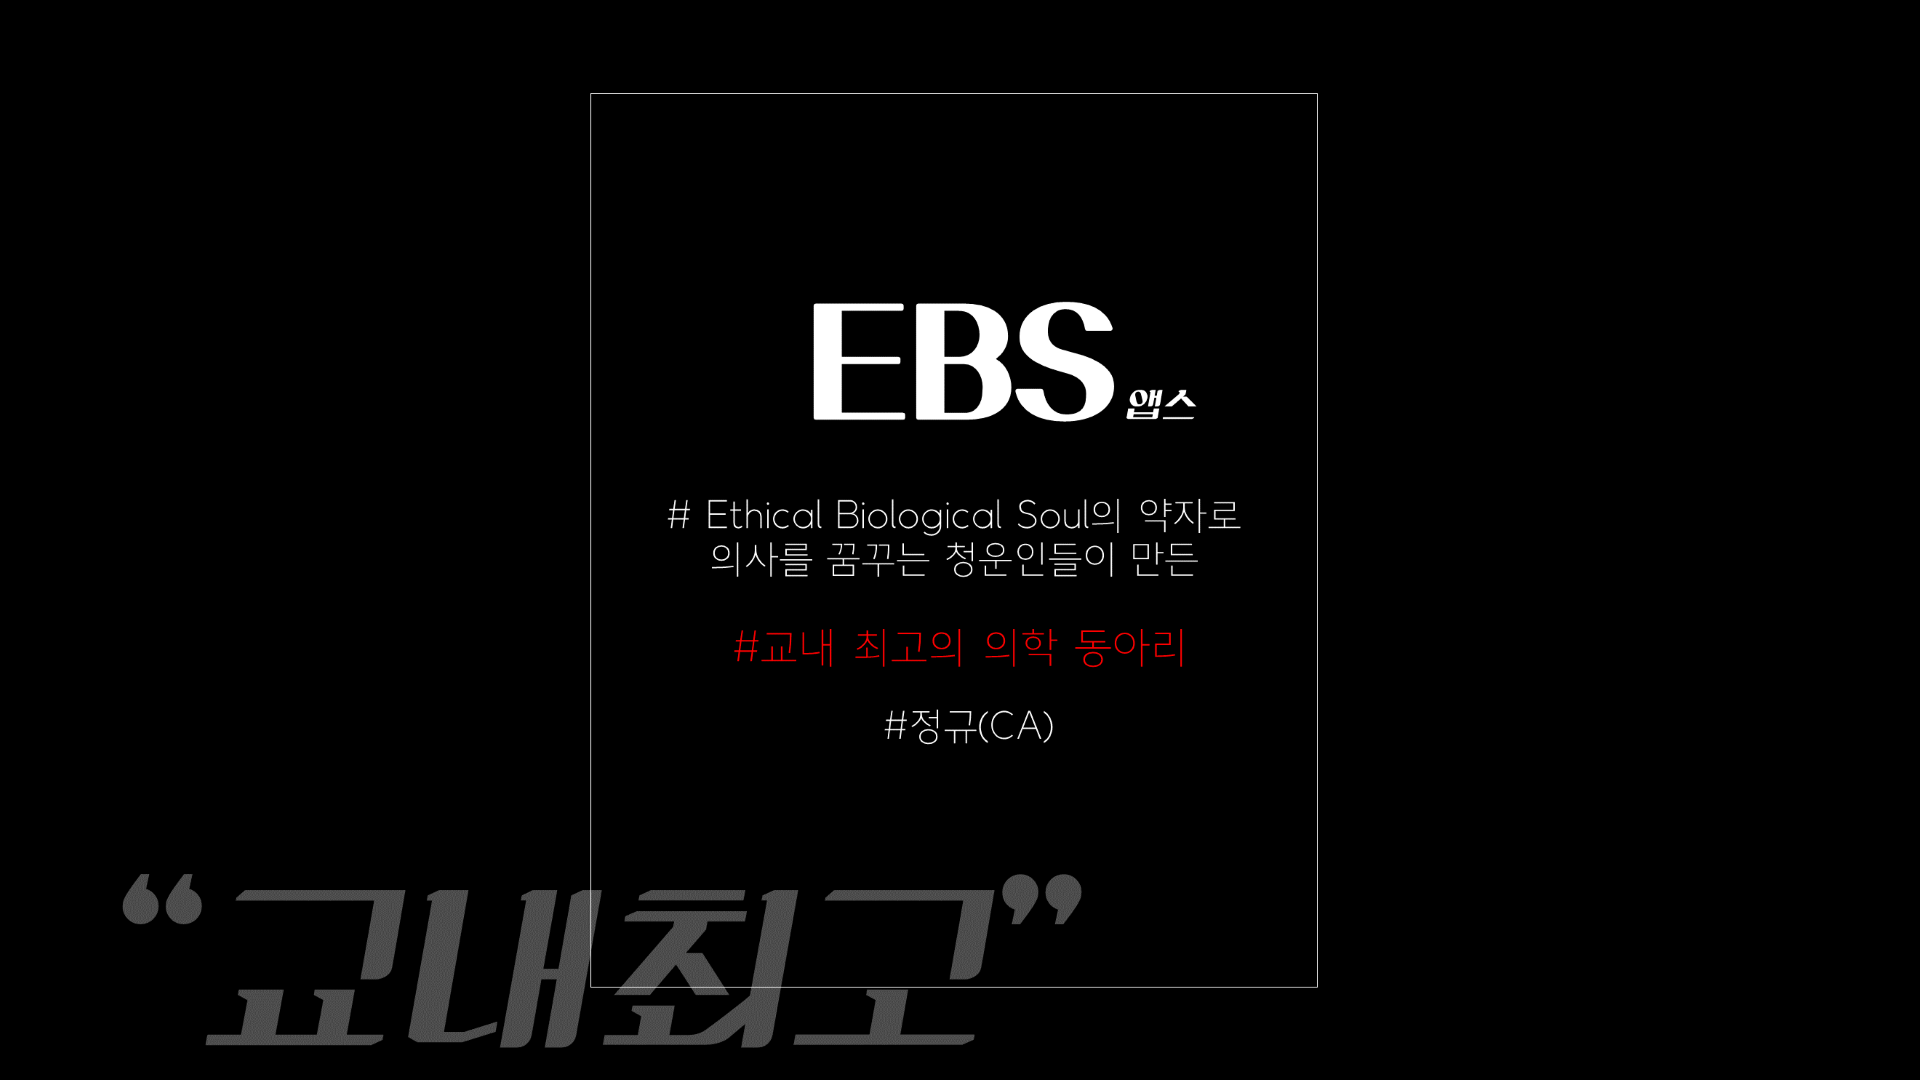 EBS 앱스
# Ethical Biological Soul의 약자로
의사를 꿈꾸는 청운인들이 만든
#교내 최고의 의학 동아리
#정규(CA)
“교내최고”